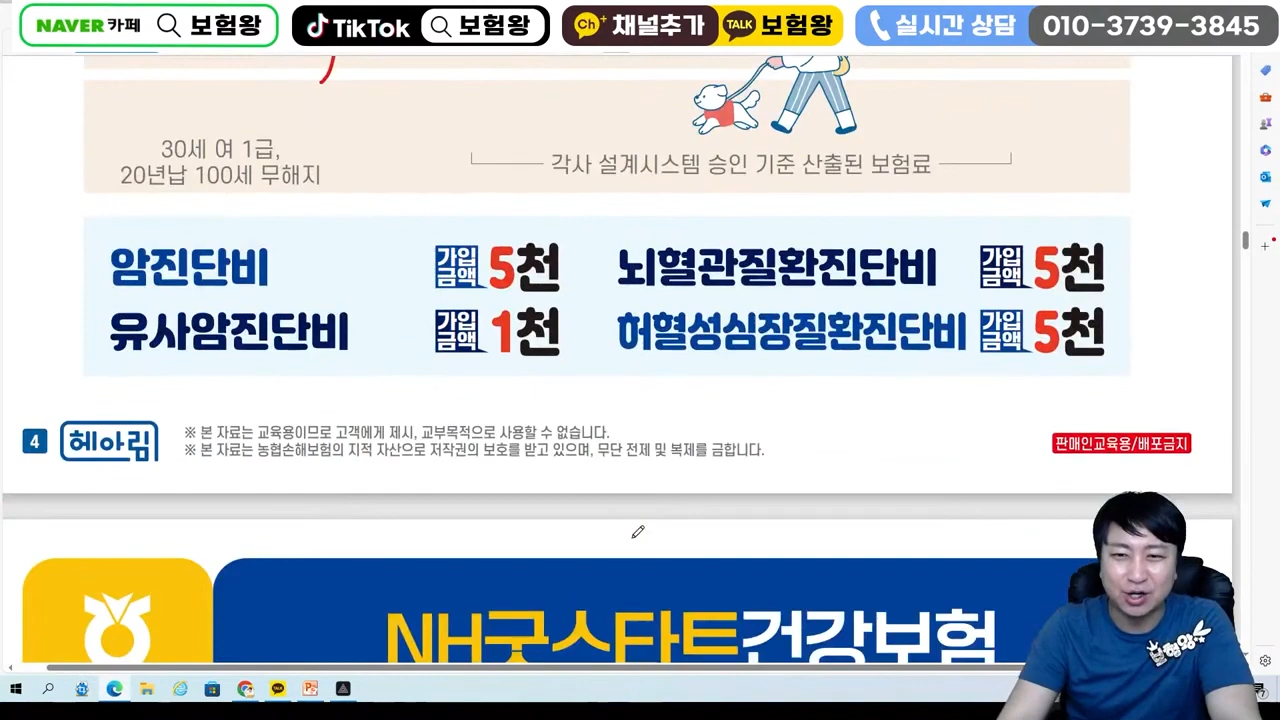 NAVER 카페 보험왕 TikTok 보험왕 Ch+ 채널추가 TALK 보험왕 실시간 상담 010-3739-3845
30세 여 1급,
20년납 100세 무해지
각사 설계시스템 승인 기준 산출된 보험료
암진단비 가입금액 5천 뇌혈관질환진단비 가입금액 5천
유사암진단비 가입금액 1천 허혈성심장질환진단비 가입금액 5천
4 헤아림
※ 본 자료는 교육용이므로 고객에게 제시, 교부목적으로 사용할 수 없습니다.
※ 본 자료는 농협손해보험의 지적 자산으로 저작권의 보호를 받고 있으며, 무단 전제 및 복제를 금합니다.
판매인교육용/배포금지
NH굿스타트건강보험
보험왕